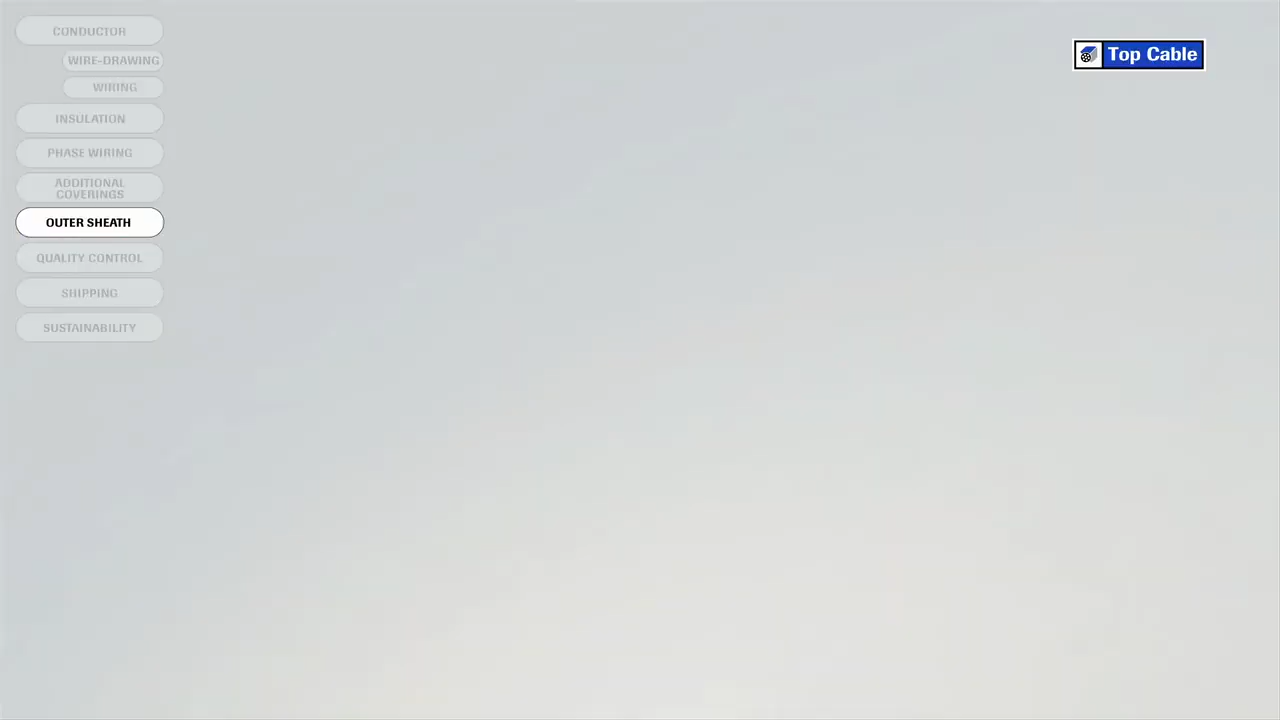 CONDUCTOR
WIRE-DRAWING
WIRING
INSULATION
PHASE WIRING
ADDITIONAL
COVERINGS
OUTER SHEATH
QUALITY CONTROL
SHIPPING
SUSTAINABILITY
Top Cable